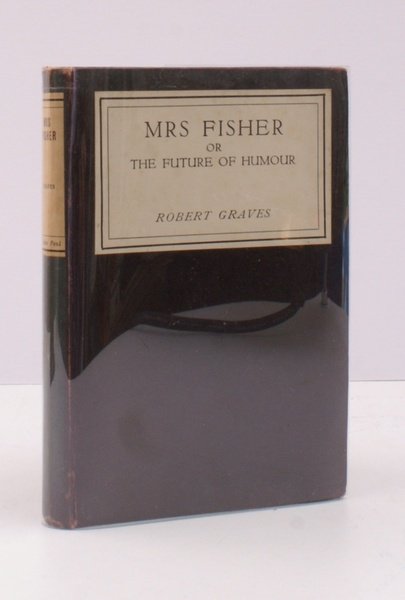 MRS FISHER
OR
THE FUTURE OF HUMOUR
ROBERT GRAVES